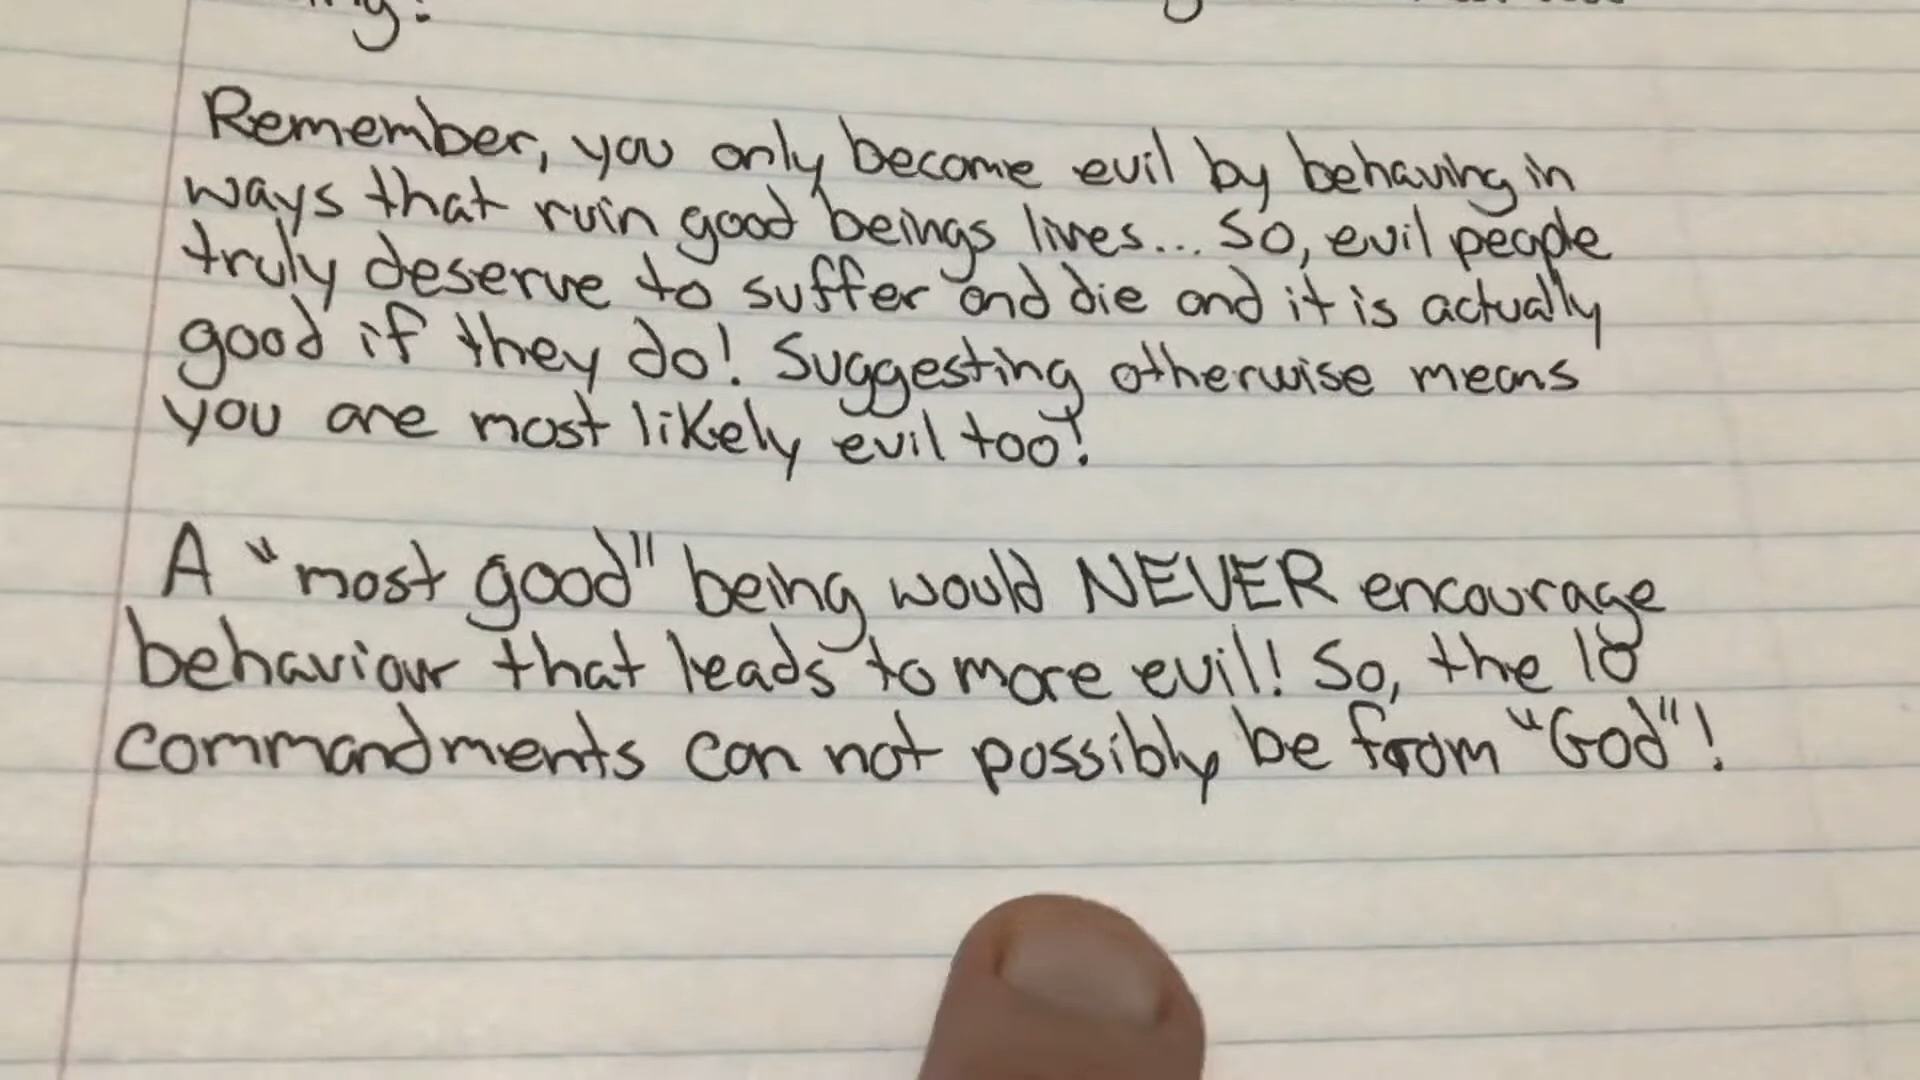 Remember, you only become evil by behaving in
ways that ruin good beings lives... So, evil people
truly deserve to suffer and die and it is actually
good if they do! Suggesting otherwise means
you are most likely evil too!
A "most good" being would NEVER encourage
behaviour that leads to more evil! So, the 10
commandments can not possibly be from "God"!